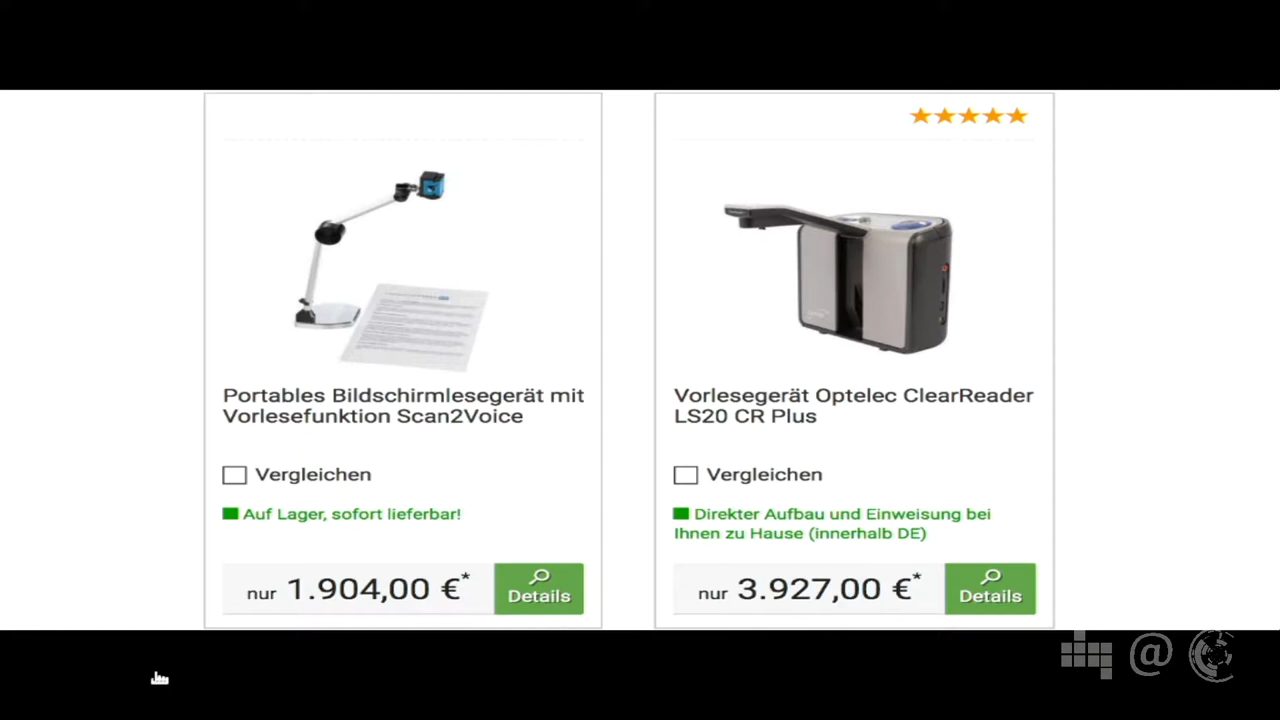 Portables Bildschirmlesegerät mit
Vorlesefunktion Scan2Voice
Vergleichen
Auf Lager, sofort lieferbar!
nur 1.904,00 €*
Details
Vorlesegerät Optelec ClearReader
LS20 CR Plus
Vergleichen
Direkter Aufbau und Einweisung bei
Ihnen zu Hause (innerhalb DE)
nur 3.927,00 €*
Details
@